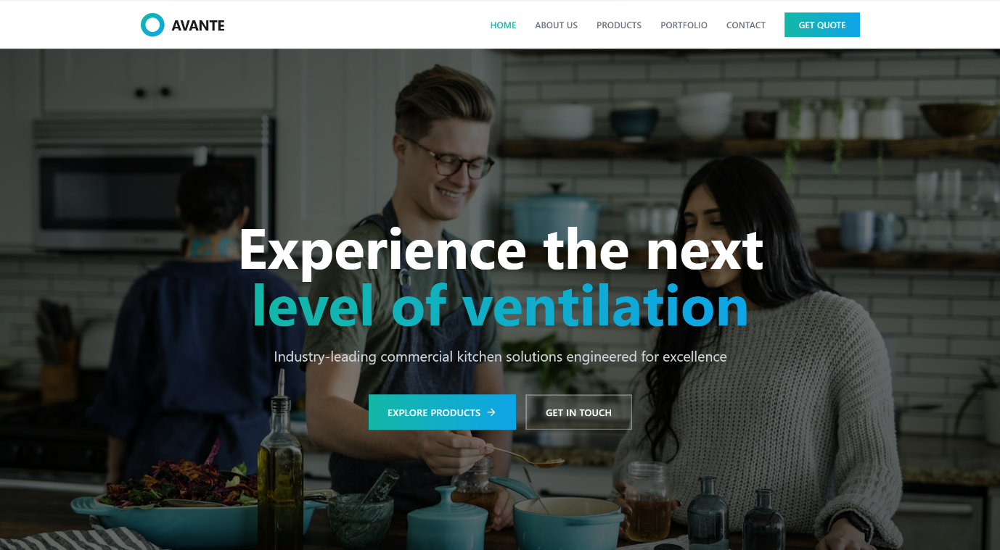 AVANTE
HOME ABOUT US PRODUCTS PORTFOLIO CONTACT GET QUOTE
Experience the next
level of ventilation
Industry-leading commercial kitchen solutions engineered for excellence
EXPLORE PRODUCTS → GET IN TOUCH